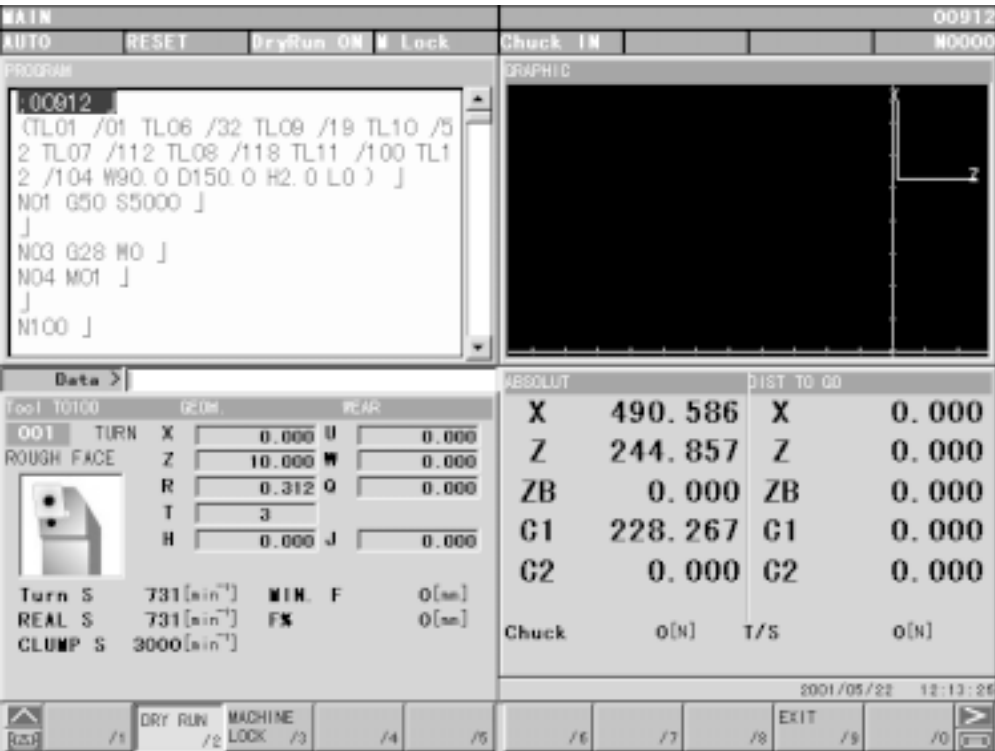 MAIN 00912
AUTO RESET DryRun ON M Lock Chuck IN N0000
PROGRAM
;O0912
(TL01 /01 TL06 /32 TL09 /19 TL10 /5
2 TL07 /112 TL08 /118 TL11 /100 TL1
2 /104 W90.0 D150.0 H2.0 L0 )
N01 G50 S5000
N03 G28 M0
N04 M01
N100
GRAPHIC
X
Z
Data >
Tool T0100 GEOM. WEAR
001 TURN X 0.000 U 0.000
ROUGH FACE Z 10.000 W 0.000
R 0.312 Q 0.000
T 3
H 0.000 J 0.000
Turn S 731[min⁻¹] MIN. F 0[mm]
REAL S 731[min⁻¹] F% 0[mm]
CLUMP S 3000[min⁻¹]
ABSOLUT DIST TO GO
X 490.586 X 0.000
Z 244.857 Z 0.000
ZB 0.000 ZB 0.000
C1 228.267 C1 0.000
C2 0.000 C2 0.000
Chuck 0[N] T/S 0[N]
2001/05/22 12:13:26
/1 DRY RUN /2 MACHINE LOCK /3 /4 /5 /6 /7 /8 EXIT /9 /0